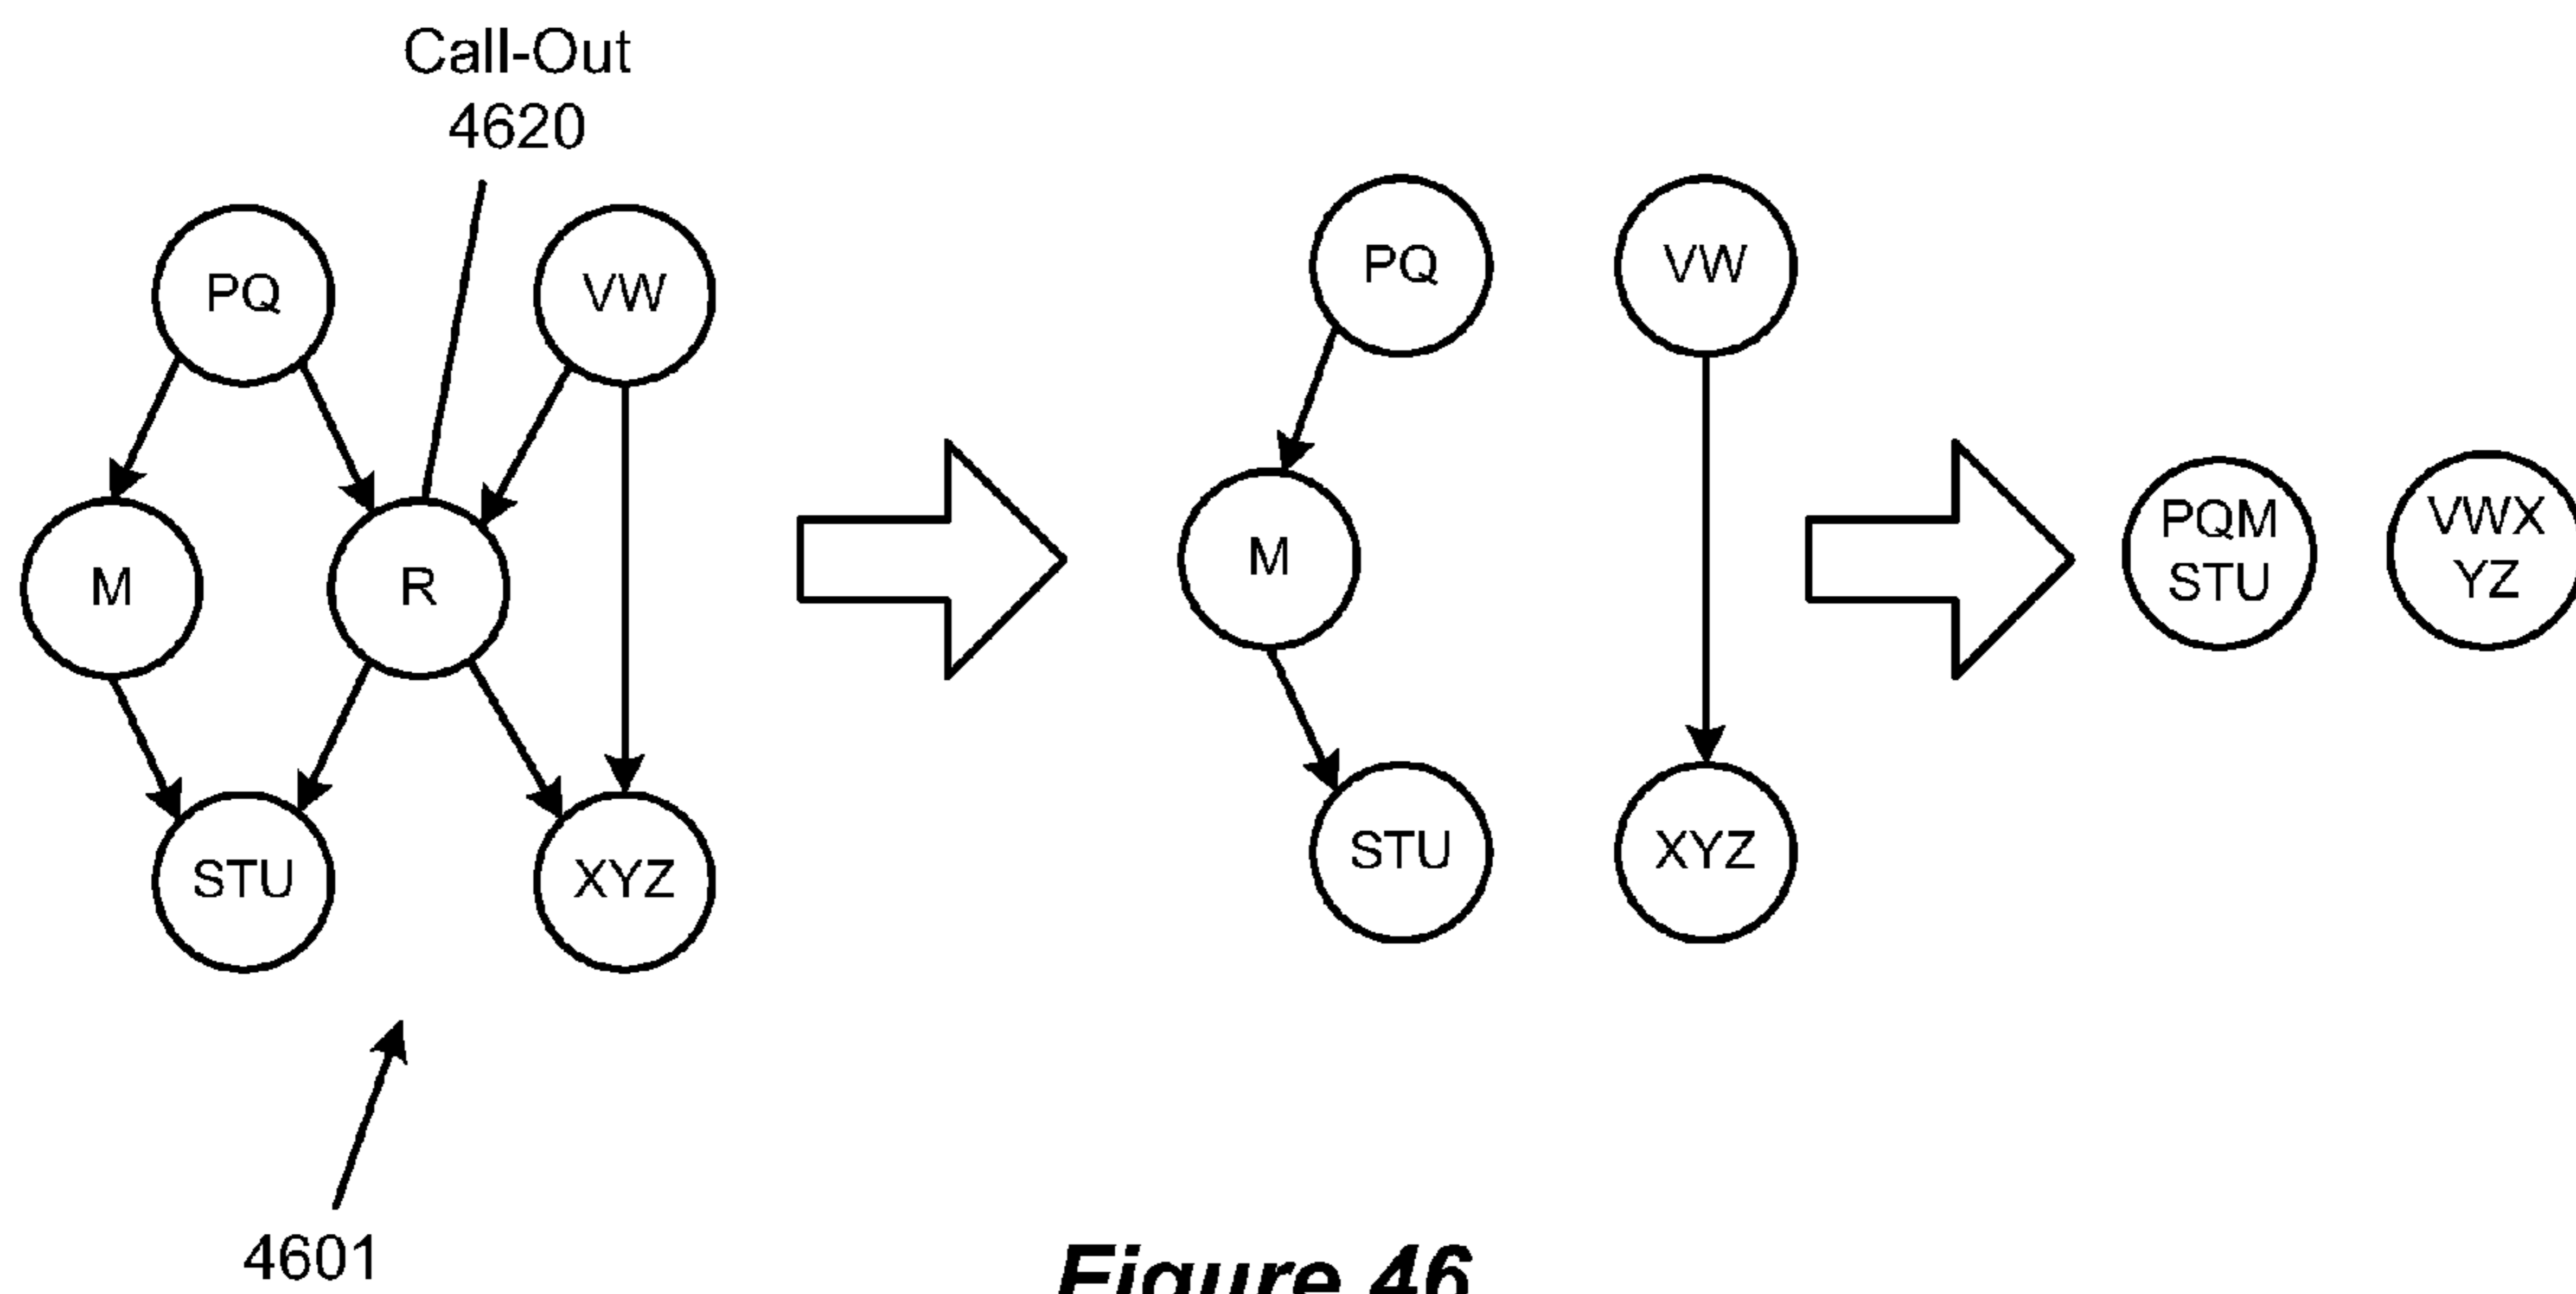 Call-Out
4620
PQ
VW
M
R
STU
XYZ
4601
PQ
VW
M
STU
XYZ
PQM
STU
VWX
YZ
Figure 46